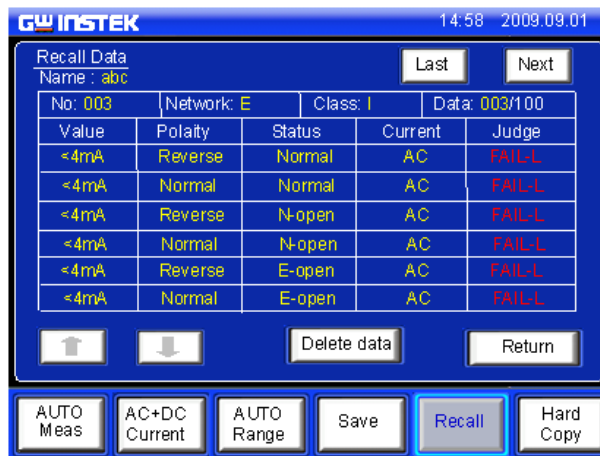 GW INSTEK 14:58 2009.09.01
Recall Data Last Next
Name : abc
No: 003 Network: E Class: I Data: 003/100
Value Polaity Status Current Judge
<4mA Reverse Normal AC FAIL-L
<4mA Normal Normal AC FAIL-L
<4mA Reverse N-open AC FAIL-L
<4mA Normal N-open AC FAIL-L
<4mA Reverse E-open AC FAIL-L
<4mA Normal E-open AC FAIL-L
Delete data Return
AUTO Meas AC+DC Current AUTO Range Save Recall Hard Copy